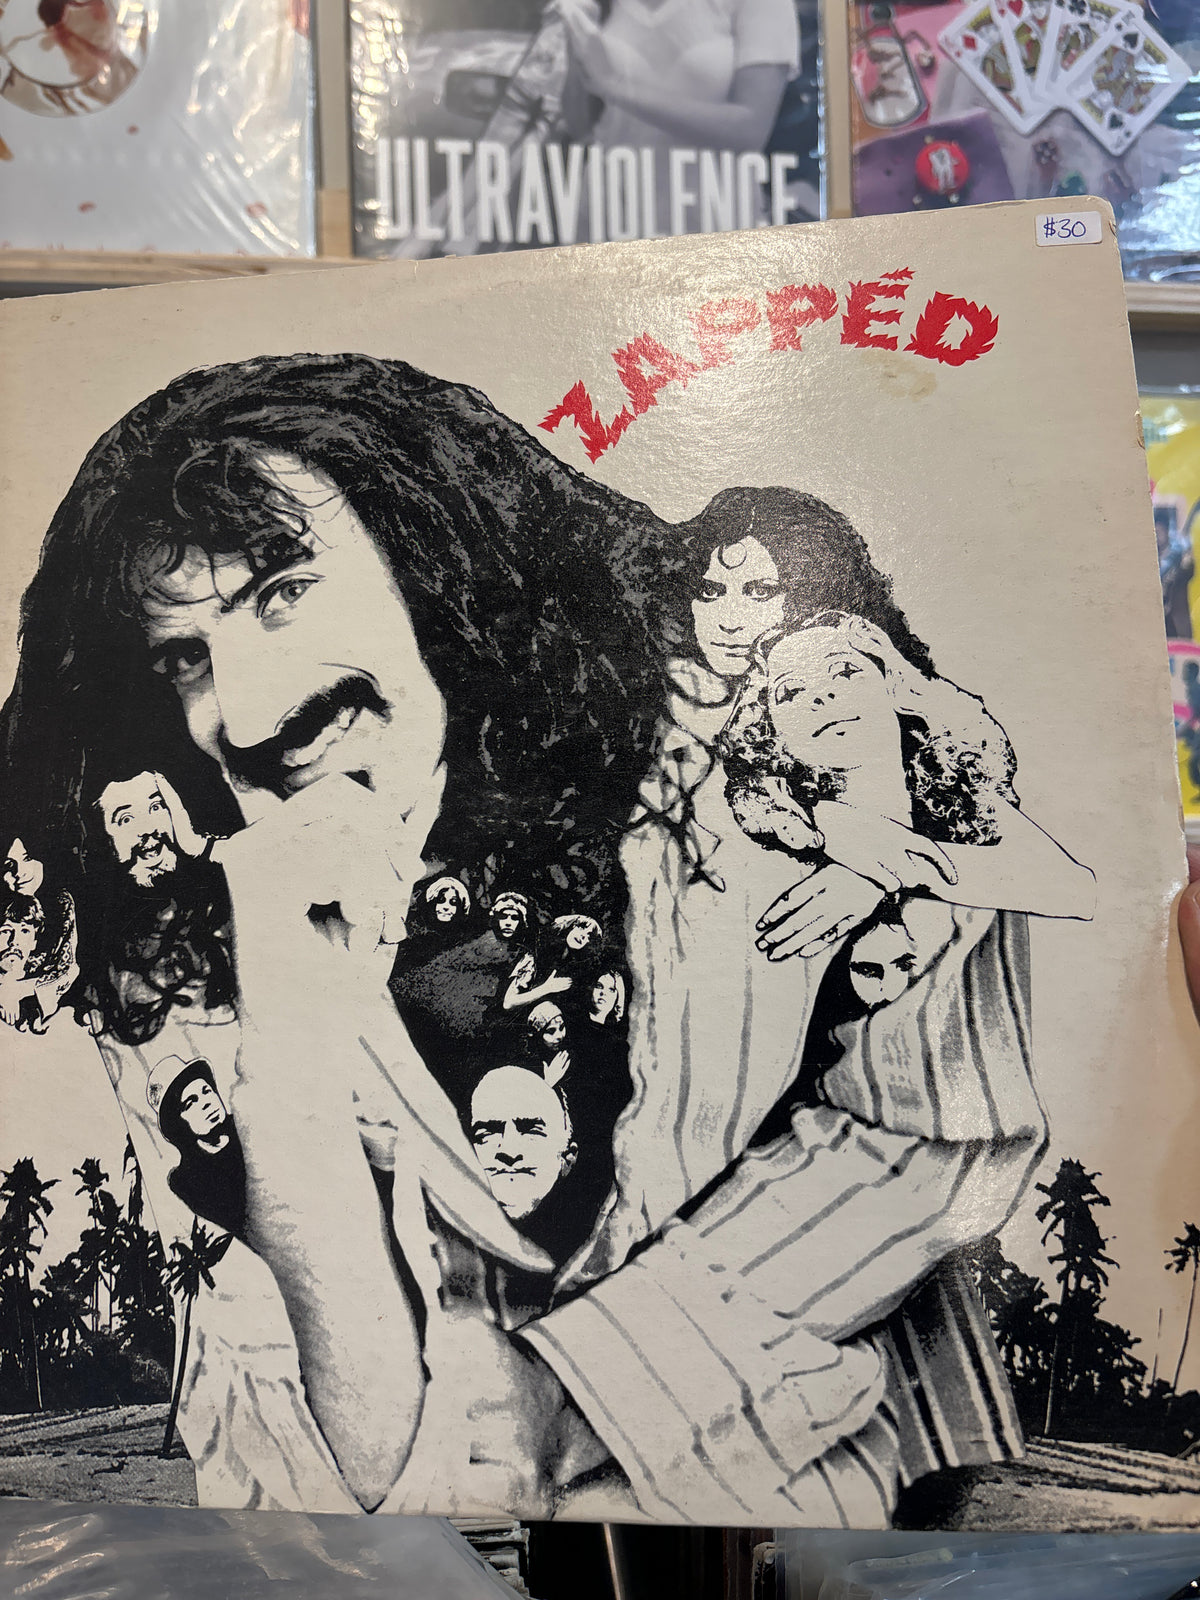 ULTRAVIOLENCE
$30
ZAPPÉD